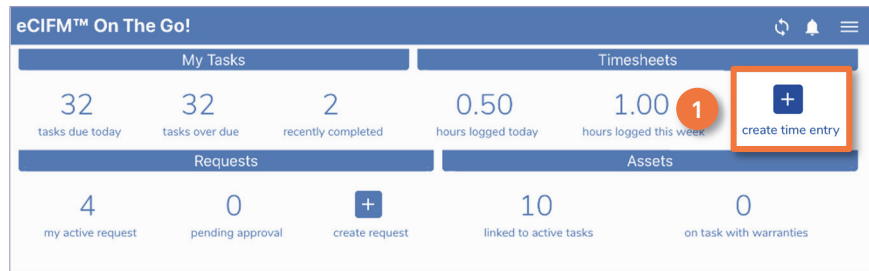 eCIFM™ On The Go!
My Tasks
Timesheets
32
32
2
0.50
1.00
1
+
tasks due today
tasks over due
recently completed
hours logged today
hours logged this week
create time entry
Requests
Assets
4
0
+
10
0
my active request
pending approval
create request
linked to active tasks
on task with warranties